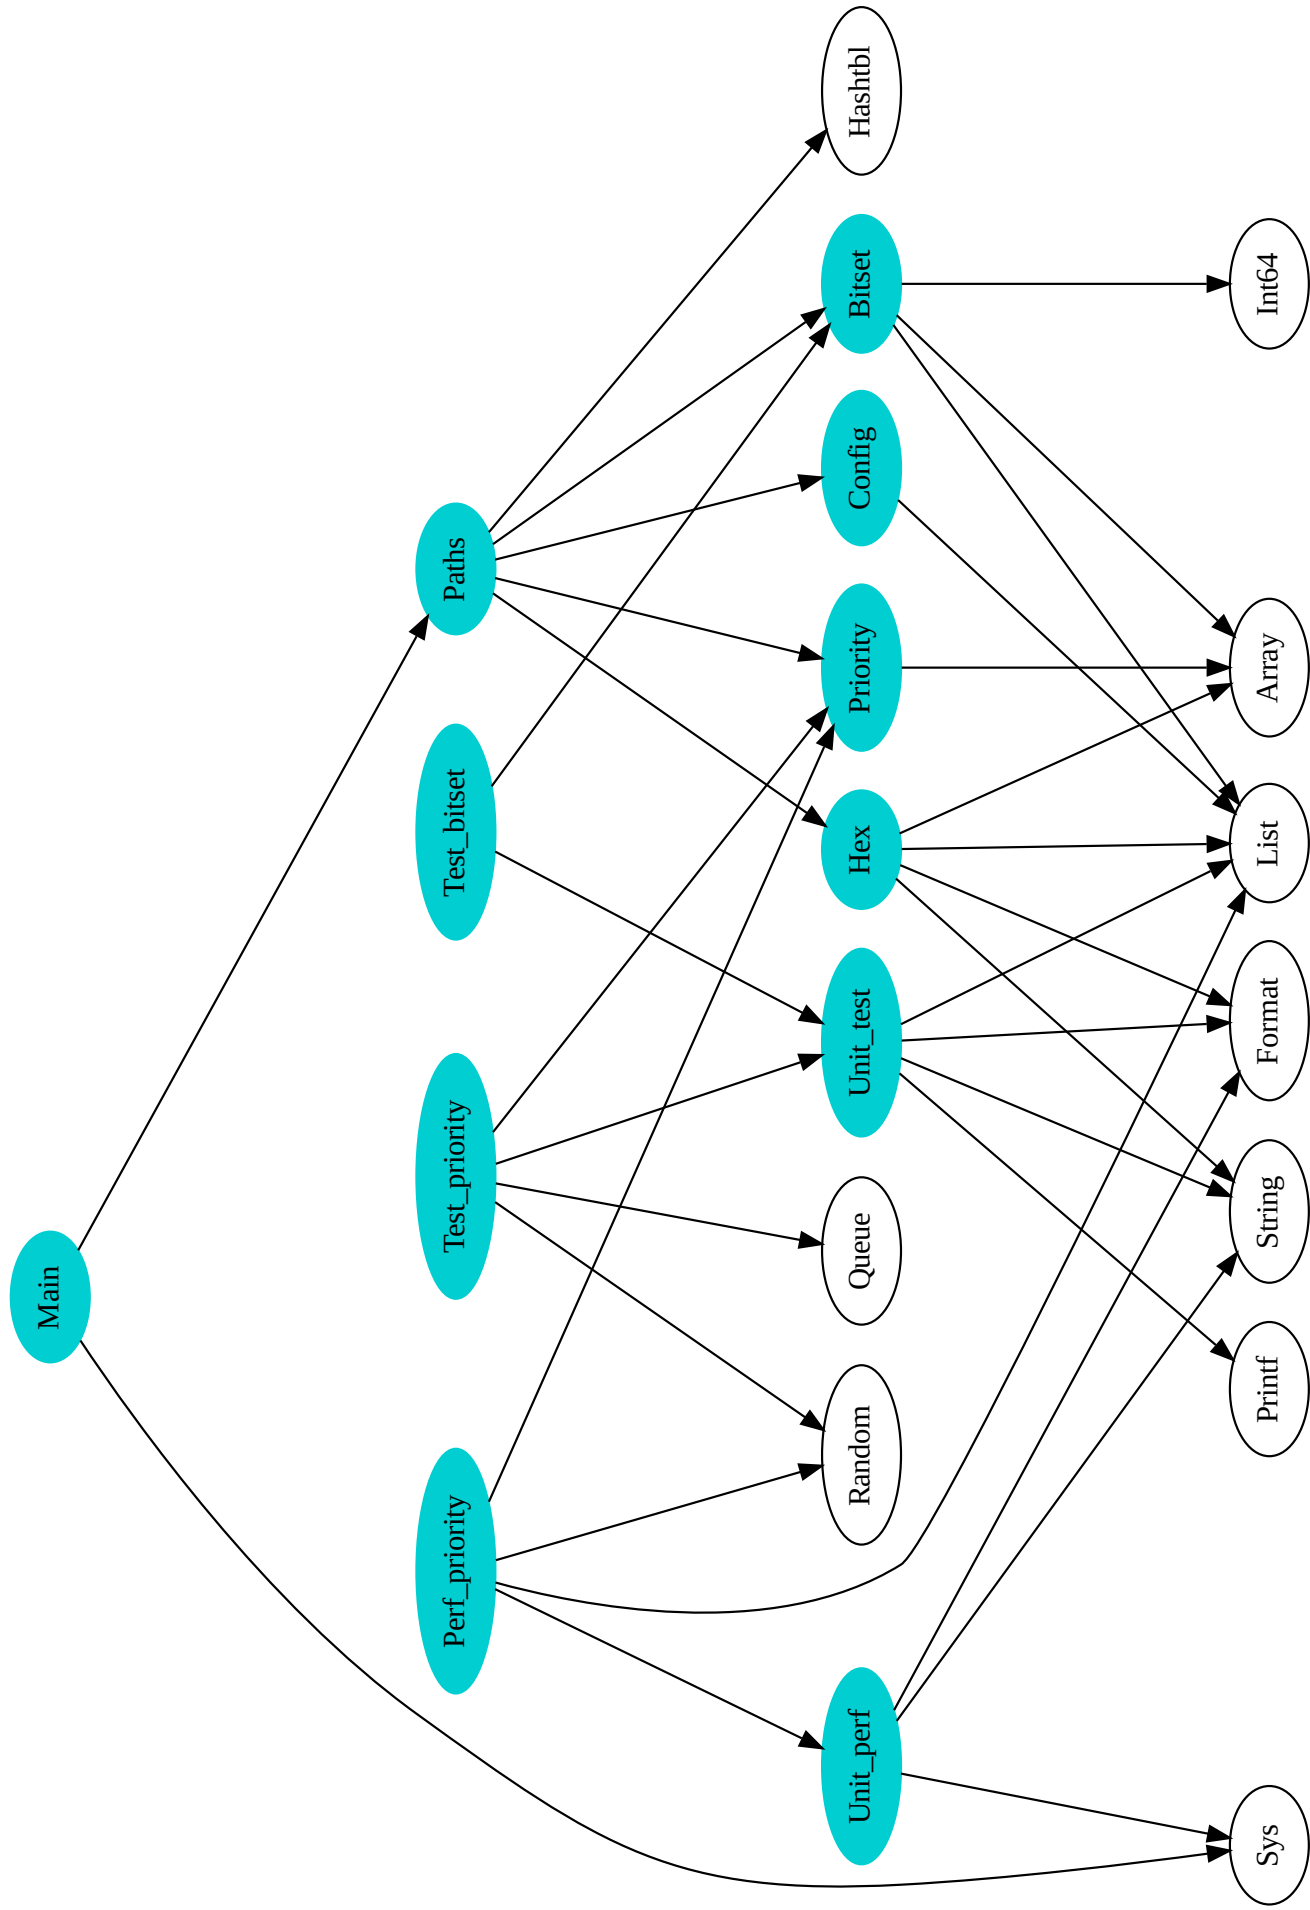 Main
Paths
Test_bitset
Test_priority
Perf_priority
Hashtbl
Bitset
Config
Priority
Hex
Unit_test
Queue
Random
Unit_perf
Int64
Array
List
Format
String
Printf
Sys